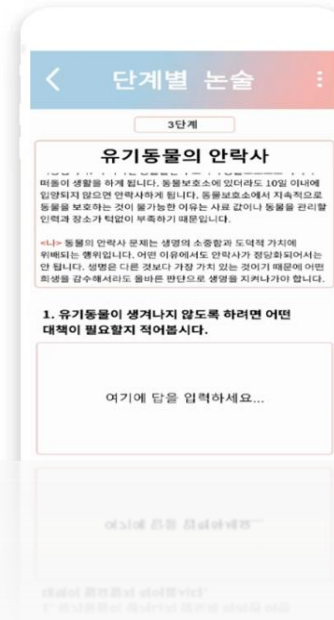 단계별 논술
3단계
유기동물의 안락사
떠돌이 생활을 하게 됩니다. 동물보호소에 있더라도 10일 이내에
입양되지 않으면 안락사하게 됩니다. 동물보호소에서 지속적으로
동물을 보호하는 것이 불가능한 이유는 사료 값이나 동물을 관리할
인력과 장소가 턱없이 부족하기 때문입니다.
<나> 동물의 안락사 문제는 생명의 소중함과 도덕적 가치에
위배되는 행위입니다. 어떤 이유에서도 안락사가 정당화되어서는
안 됩니다. 생명은 다른 것보다 가장 가치 있는 것이기 때문에 어떤
희생을 감수해서라도 올바른 판단으로 생명을 지켜나가야 합니다.
1. 유기동물이 생겨나지 않도록 하려면 어떤
대책이 필요할지 적어봅시다.
여기에 답을 입력하세요...